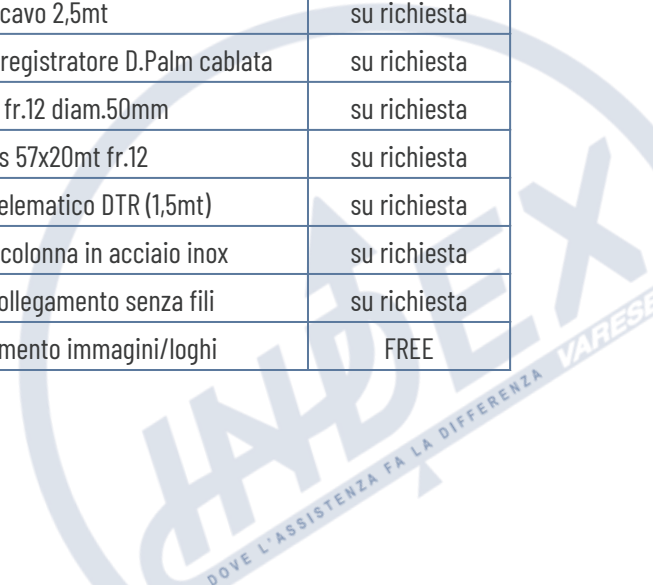 cavo 2,5mt su richiesta
registratore D.Palm cablata su richiesta
fr.12 diam.50mm su richiesta
s 57x20mt fr.12 su richiesta
elematico DTR (1,5mt) su richiesta
colonna in acciaio inox su richiesta
ollegamento senza fili su richiesta
mento immagini/loghi FREE
INDEX
VARESE
DOVE L'ASSISTENZA FA LA DIFFERENZA